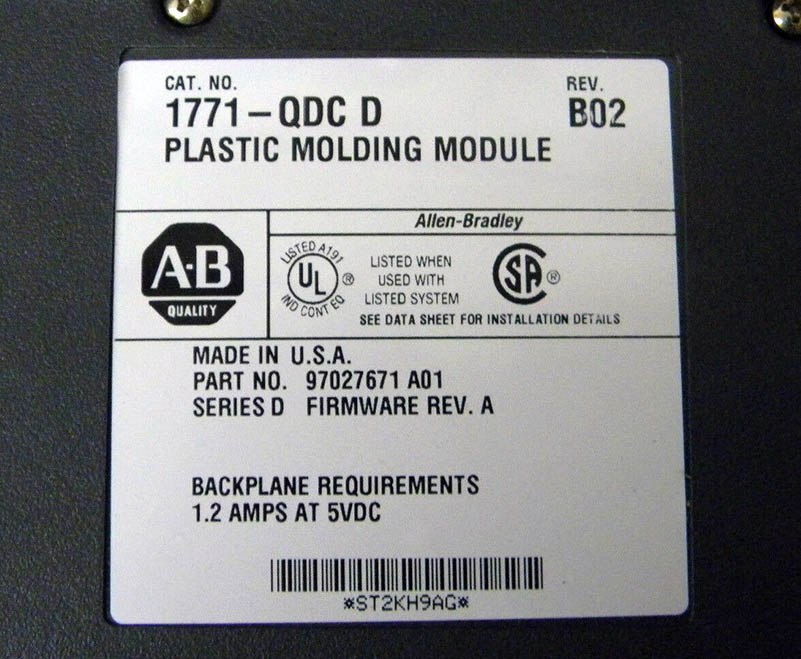 CAT. NO.
REV.
1771-QDC D
B02
PLASTIC MOLDING MODULE
Allen-Bradley
A-B
QUALITY
LISTED A191
UL
IND CONT EQ
®
LISTED WHEN
USED WITH
LISTED SYSTEM
SA ®
SEE DATA SHEET FOR INSTALLATION DETAILS
MADE IN U.S.A.
PART NO. 97027671 A01
SERIES D FIRMWARE REV. A
BACKPLANE REQUIREMENTS
1.2 AMPS AT 5VDC
*ST2KH9AG*